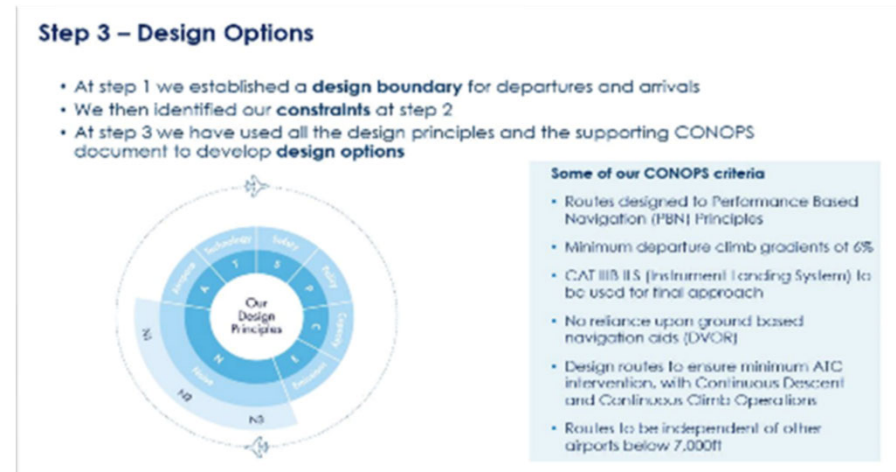 Step 3 – Design Options
• At step 1 we established a design boundary for departures and arrivals
• We then identified our constraints at step 2
• At step 3 we have used all the design principles and the supporting CONOPS
document to develop design options
Some of our CONOPS criteria
• Routes designed to Performance Based
Navigation (PBN) Principles
• Minimum departure climb gradients of 6%
• CAT IIIB ILS (Instrument Landing System) to
be used for final approach
• No reliance upon ground based
navigation aids (DVOR)
• Design routes to ensure minimum ATC
intervention, with Continuous Descent
and Continuous Climb Operations
• Routes to be independent of other
airports below 7,000ft
Airspace
Technology
Safety
Policy
Capacity
Emissions
Noise
A
T
S
P
C
E
N
Our
Design
Principles
N1
N2
N3